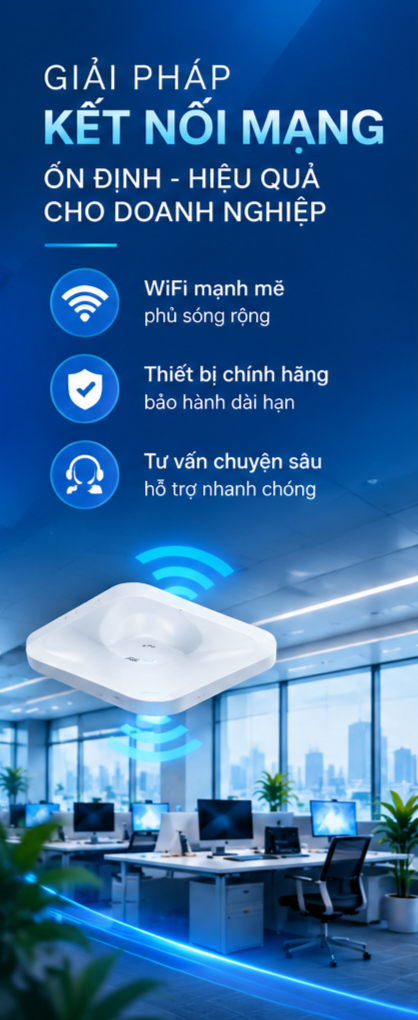 GIẢI PHÁP
KẾT NỐI MẠNG
ỔN ĐỊNH - HIỆU QUẢ
CHO DOANH NGHIỆP
WiFi mạnh mẽ
phủ sóng rộng
Thiết bị chính hãng
bảo hành dài hạn
Tư vấn chuyện sâu
hỗ trợ nhanh chóng